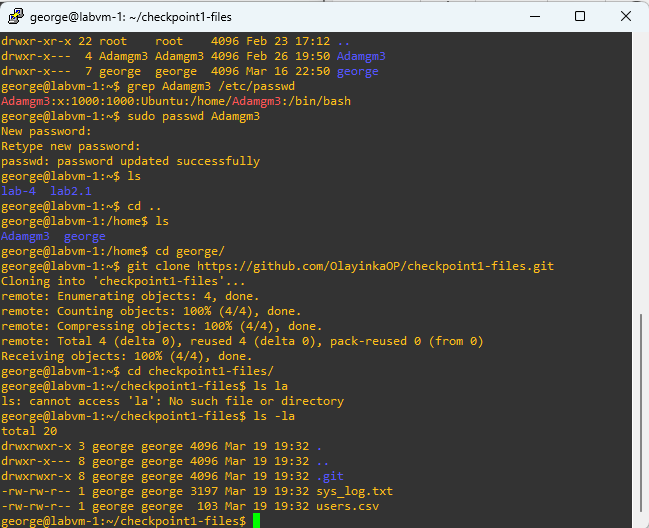 george@labvm-1: ~/checkpoint1-files
drwxr-xr-x 22 root    root    4096 Feb 23 17:12 ..
drwxr-x---  4 Adamgm3 Adamgm3 4096 Feb 26 19:50 Adamgm3
drwxr-x---  7 george  george  4096 Mar 16 22:50 george
george@labvm-1:~$ grep Adamgm3 /etc/passwd
Adamgm3:x:1000:1000:Ubuntu:/home/Adamgm3:/bin/bash
george@labvm-1:~$ sudo passwd Adamgm3
New password:
Retype new password:
passwd: password updated successfully
george@labvm-1:~$ ls
lab-4  lab2.1
george@labvm-1:~$ cd ..
george@labvm-1:/home$ ls
Adamgm3  george
george@labvm-1:/home$ cd george/
george@labvm-1:~$ git clone https://github.com/OlayinkaOP/checkpoint1-files.git
Cloning into 'checkpoint1-files'...
remote: Enumerating objects: 4, done.
remote: Counting objects: 100% (4/4), done.
remote: Compressing objects: 100% (4/4), done.
remote: Total 4 (delta 0), reused 4 (delta 0), pack-reused 0 (from 0)
Receiving objects: 100% (4/4), done.
george@labvm-1:~$ cd checkpoint1-files/
george@labvm-1:~/checkpoint1-files$ ls la
ls: cannot access 'la': No such file or directory
george@labvm-1:~/checkpoint1-files$ ls -la
total 20
drwxrwxr-x 3 george george 4096 Mar 19 19:32 .
drwxr-x--- 8 george george 4096 Mar 19 19:32 ..
drwxrwxr-x 8 george george 4096 Mar 19 19:32 .git
-rw-rw-r-- 1 george george 3197 Mar 19 19:32 sys_log.txt
-rw-rw-r-- 1 george george  103 Mar 19 19:32 users.csv
george@labvm-1:~/checkpoint1-files$